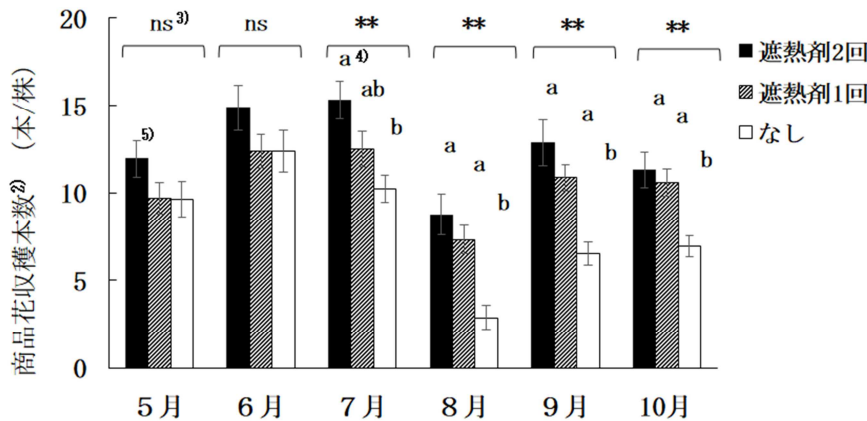 商品花収穫本数2) (本/株)
20
15
10
5
0
ns3)
ns
**
**
**
**
5)
a4)
ab
b
a
a
b
a
a
b
a
a
b
5月
6月
7月
8月
9月
10月
遮熱剤2回
遮熱剤1回
なし